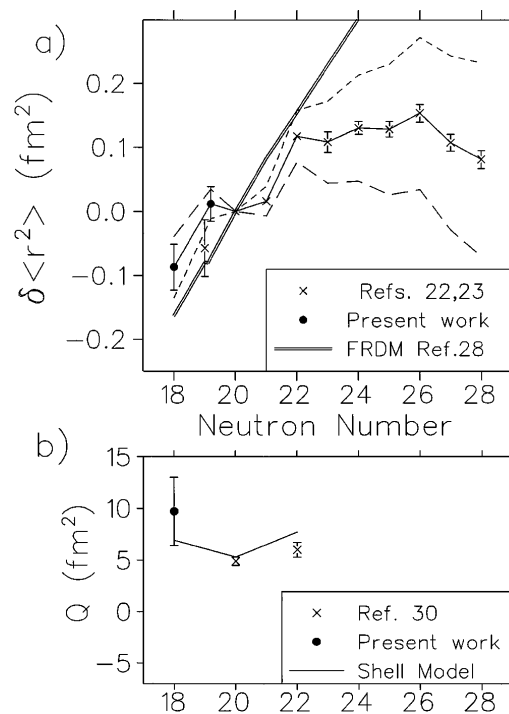 a)
δ<r²> (fm²)
0.2
0.1
0.0
−0.1
−0.2
Refs. 22,23
Present work
FRDM Ref.28
18 20 22 24 26 28
Neutron Number
b)
Q (fm²)
15
10
5
0
−5
Ref. 30
Present work
Shell Model
18 20 22 24 26 28